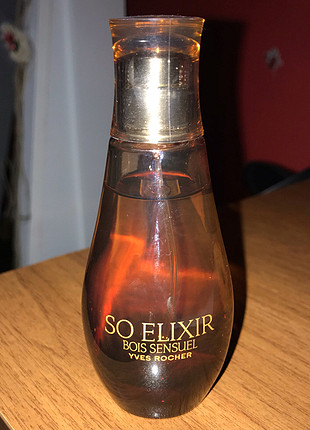 SO ELIXIR
BOIS SENSUEL
YVES ROCHER